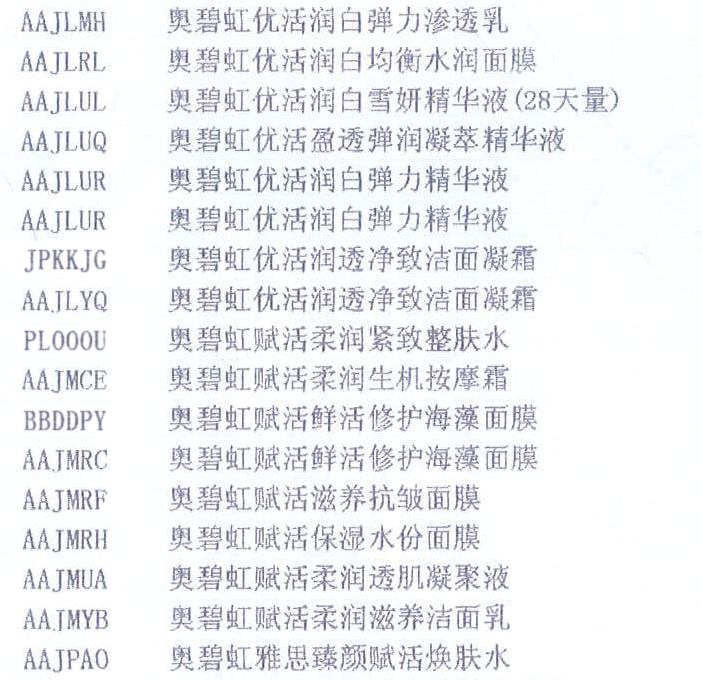 AAJLMH 奥碧虹优活润白弹力渗透乳
AAJLRL 奥碧虹优活润白均衡水润面膜
AAJLUL 奥碧虹优活润白雪妍精华液(28天量)
AAJLUQ 奥碧虹优活盈透弹润凝萃精华液
AAJLUR 奥碧虹优活润白弹力精华液
AAJLUR 奥碧虹优活润白弹力精华液
JPKKJG 奥碧虹优活润透净致洁面凝霜
AAJLYQ 奥碧虹优活润透净致洁面凝霜
PLOOOU 奥碧虹赋活柔润紧致整肤水
AAJMCE 奥碧虹赋活柔润生机按摩霜
BBDDPY 奥碧虹赋活鲜活修护海藻面膜
AAJMRC 奥碧虹赋活鲜活修护海藻面膜
AAJMRF 奥碧虹赋活滋养抗皱面膜
AAJMRH 奥碧虹赋活保湿水份面膜
AAJMUA 奥碧虹赋活柔润透肌凝聚液
AAJMYB 奥碧虹赋活柔润滋养洁面乳
AAJPAO 奥碧虹雅思臻颜赋活焕肤水